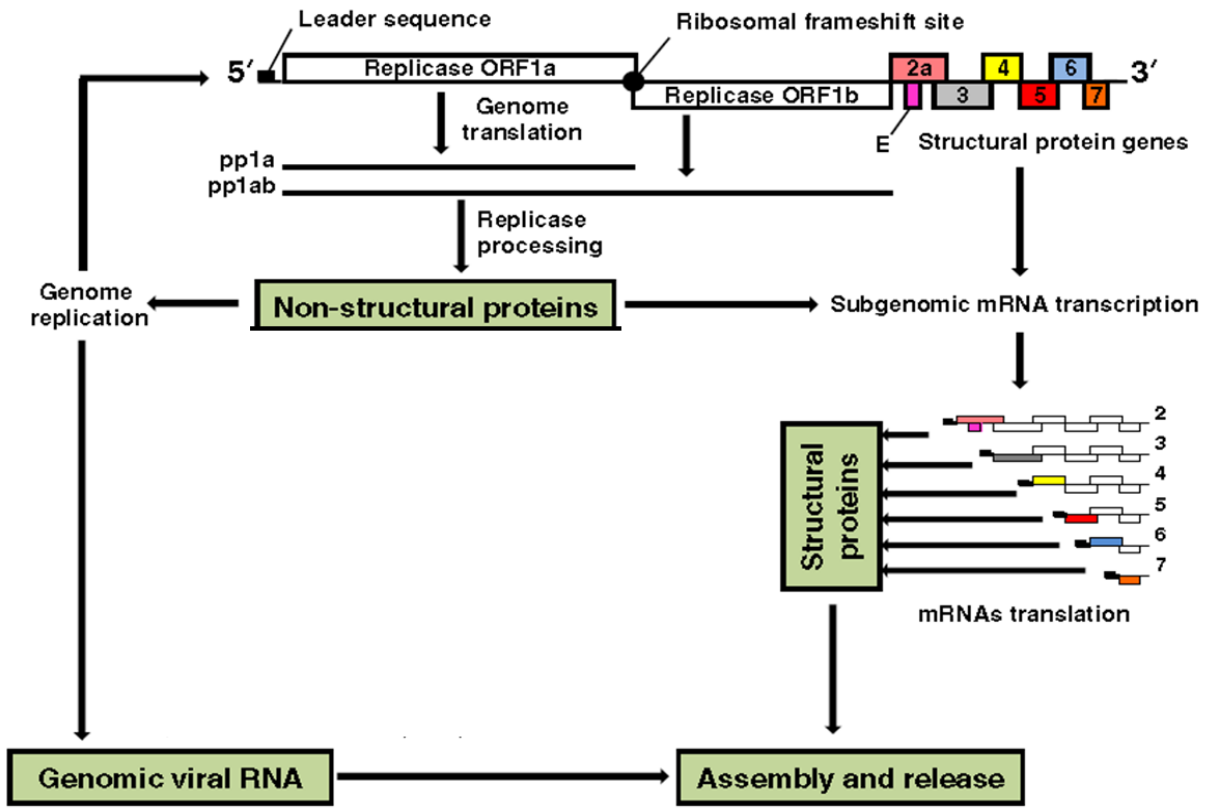 Leader sequence
Ribosomal frameshift site
5′
Replicase ORF1a
2a
4
6
3′
Replicase ORF1b
3
5
7
Genome
translation
E
Structural protein genes
pp1a
pp1ab
Replicase
processing
Genome
replication
Non-structural proteins
Subgenomic mRNA transcription
2
3
4
5
6
7
Structural
proteins
mRNAs translation
Genomic viral RNA
Assembly and release